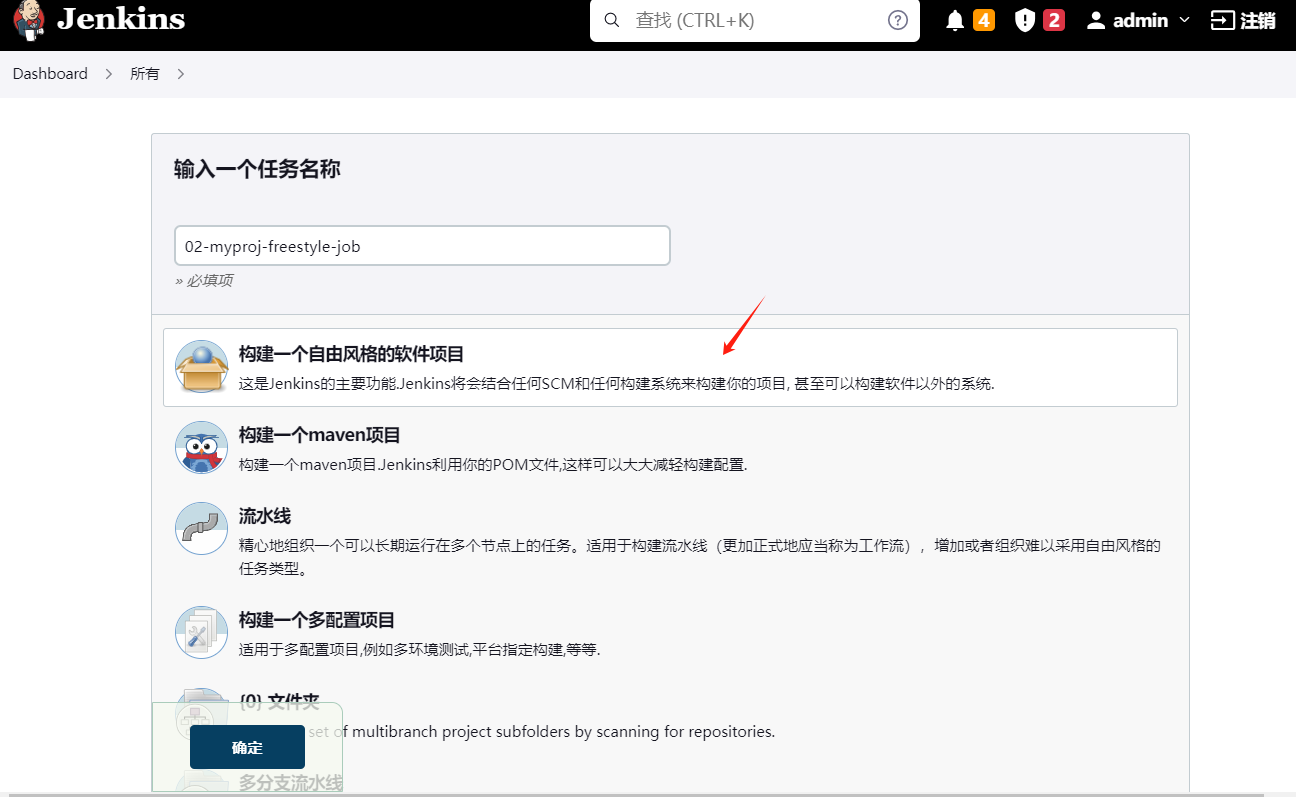 Jenkins
查找 (CTRL+K)
4
2
admin
注销
Dashboard
所有
输入一个任务名称
02-myproj-freestyle-job
» 必填项
构建一个自由风格的软件项目
这是Jenkins的主要功能.Jenkins将会结合任何SCM和任何构建系统来构建你的项目, 甚至可以构建软件以外的系统.
构建一个maven项目
构建一个maven项目.Jenkins利用你的POM文件,这样可以大大减轻构建配置.
流水线
精心地组织一个可以长期运行在多个节点上的任务。适用于构建流水线（更加正式地应当称为工作流），增加或者组织难以采用自由风格的
任务类型。
构建一个多配置项目
适用于多配置项目,例如多环境测试,平台指定构建,等等.
{0} 文件夹
set of multibranch project subfolders by scanning for repositories.
确定
多分支流水线